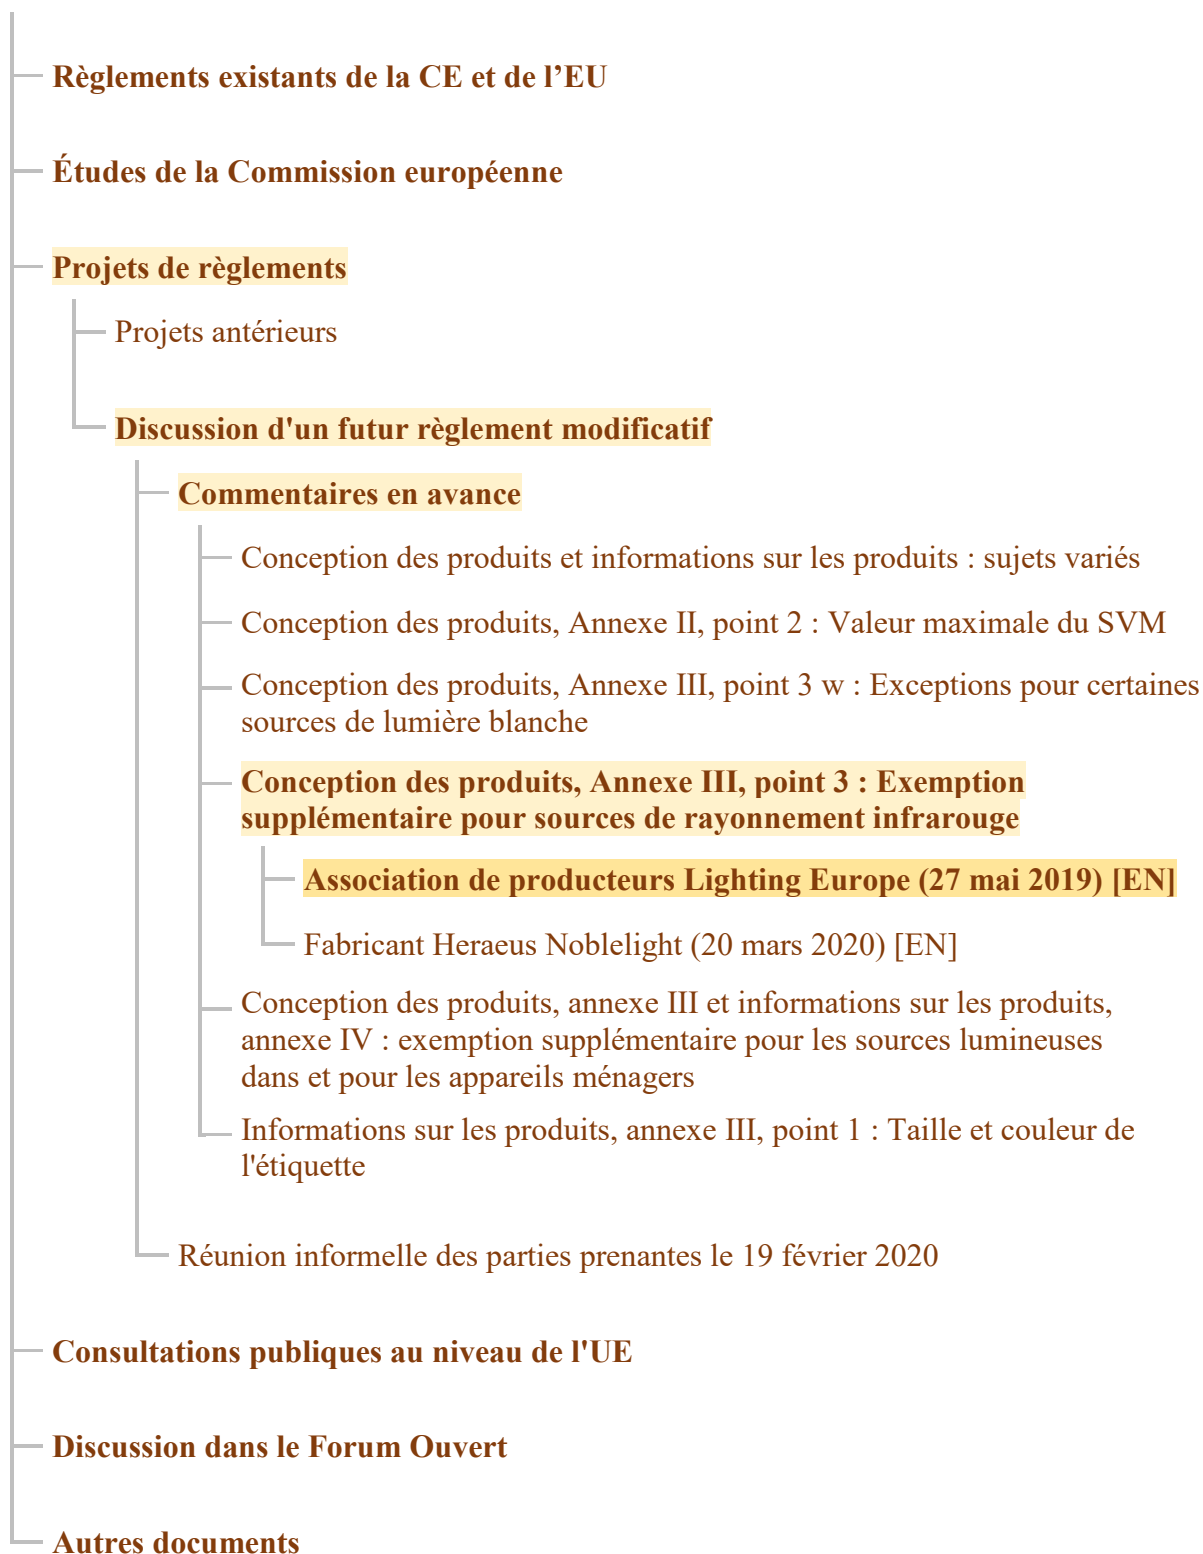 Règlements existants de la CE et de l’EU
Études de la Commission européenne
Projets de règlements
Projets antérieurs
Discussion d'un futur règlement modificatif
Commentaires en avance
Conception des produits et informations sur les produits : sujets variés
Conception des produits, Annexe II, point 2 : Valeur maximale du SVM
Conception des produits, Annexe III, point 3 w : Exceptions pour certaines
sources de lumière blanche
Conception des produits, Annexe III, point 3 : Exemption
supplémentaire pour sources de rayonnement infrarouge
Association de producteurs Lighting Europe (27 mai 2019) [EN]
Fabricant Heraeus Noblelight (20 mars 2020) [EN]
Conception des produits, annexe III et informations sur les produits,
annexe IV : exemption supplémentaire pour les sources lumineuses
dans et pour les appareils ménagers
Informations sur les produits, annexe III, point 1 : Taille et couleur de
l'étiquette
Réunion informelle des parties prenantes le 19 février 2020
Consultations publiques au niveau de l'UE
Discussion dans le Forum Ouvert
Autres documents